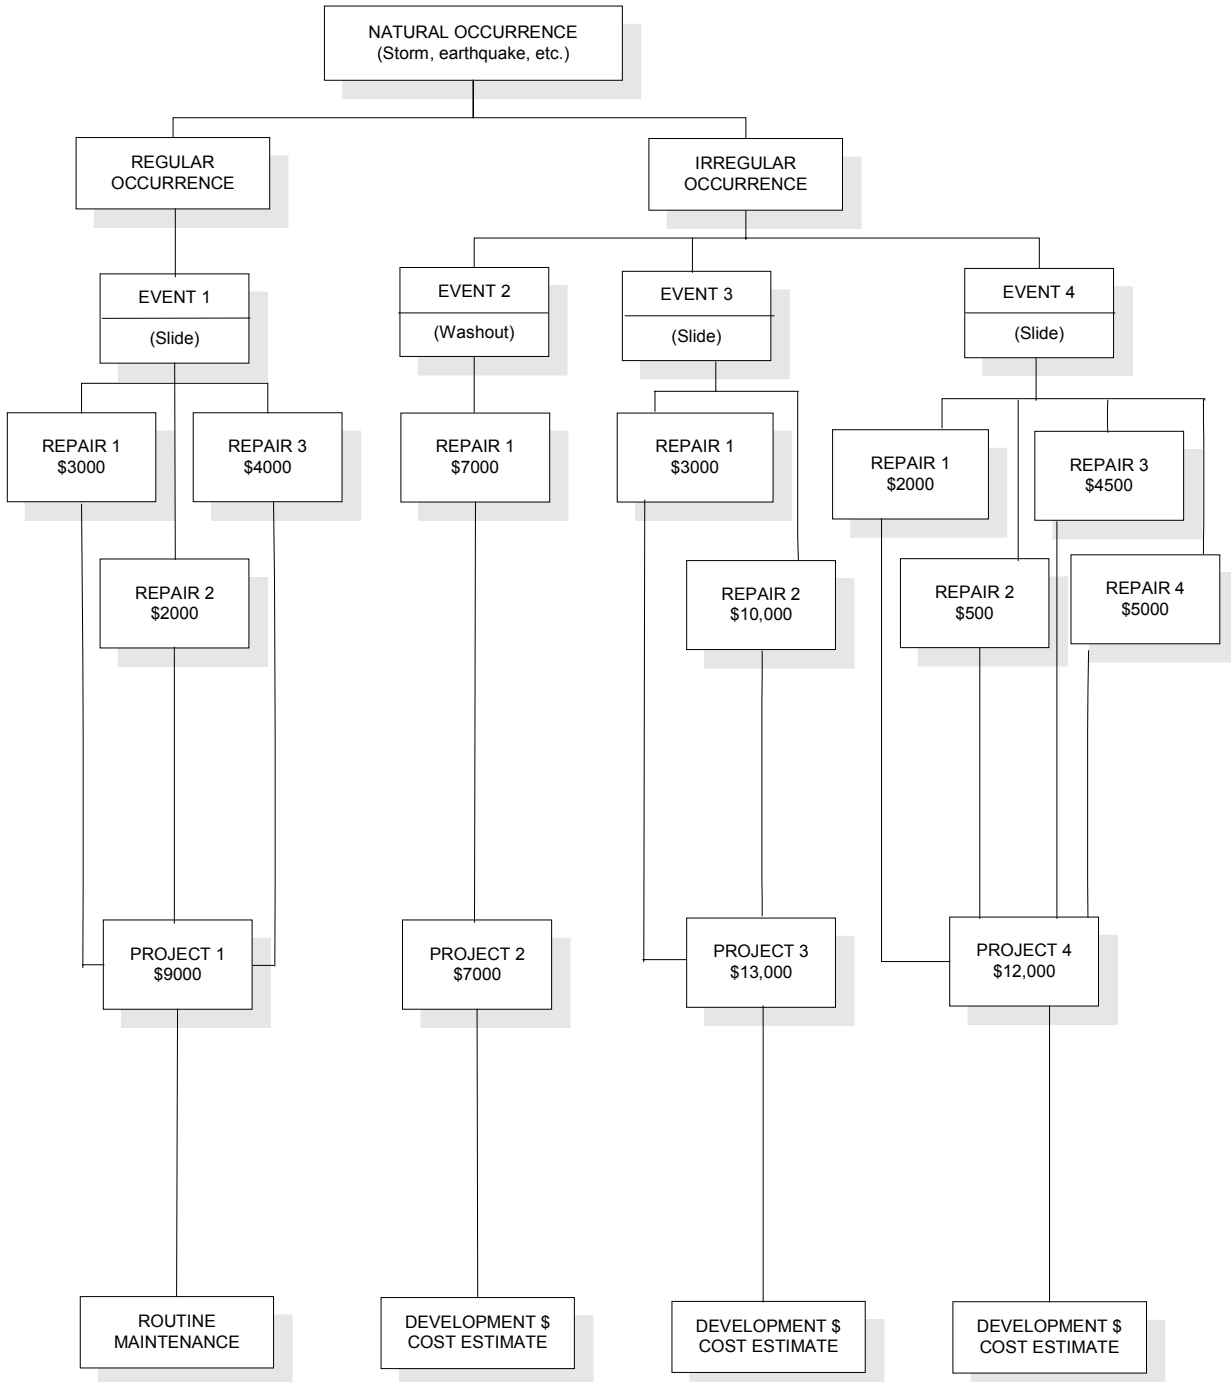 NATURAL OCCURRENCE
(Storm, earthquake, etc.)
REGULAR
OCCURRENCE
IRREGULAR
OCCURRENCE
EVENT 1
(Slide)
EVENT 2
(Washout)
EVENT 3
(Slide)
EVENT 4
(Slide)
REPAIR 1
$3000
REPAIR 3
$4000
REPAIR 2
$2000
REPAIR 1
$7000
REPAIR 1
$3000
REPAIR 2
$10,000
REPAIR 1
$2000
REPAIR 3
$4500
REPAIR 2
$500
REPAIR 4
$5000
PROJECT 1
$9000
PROJECT 2
$7000
PROJECT 3
$13,000
PROJECT 4
$12,000
ROUTINE
MAINTENANCE
DEVELOPMENT $
COST ESTIMATE
DEVELOPMENT $
COST ESTIMATE
DEVELOPMENT $
COST ESTIMATE